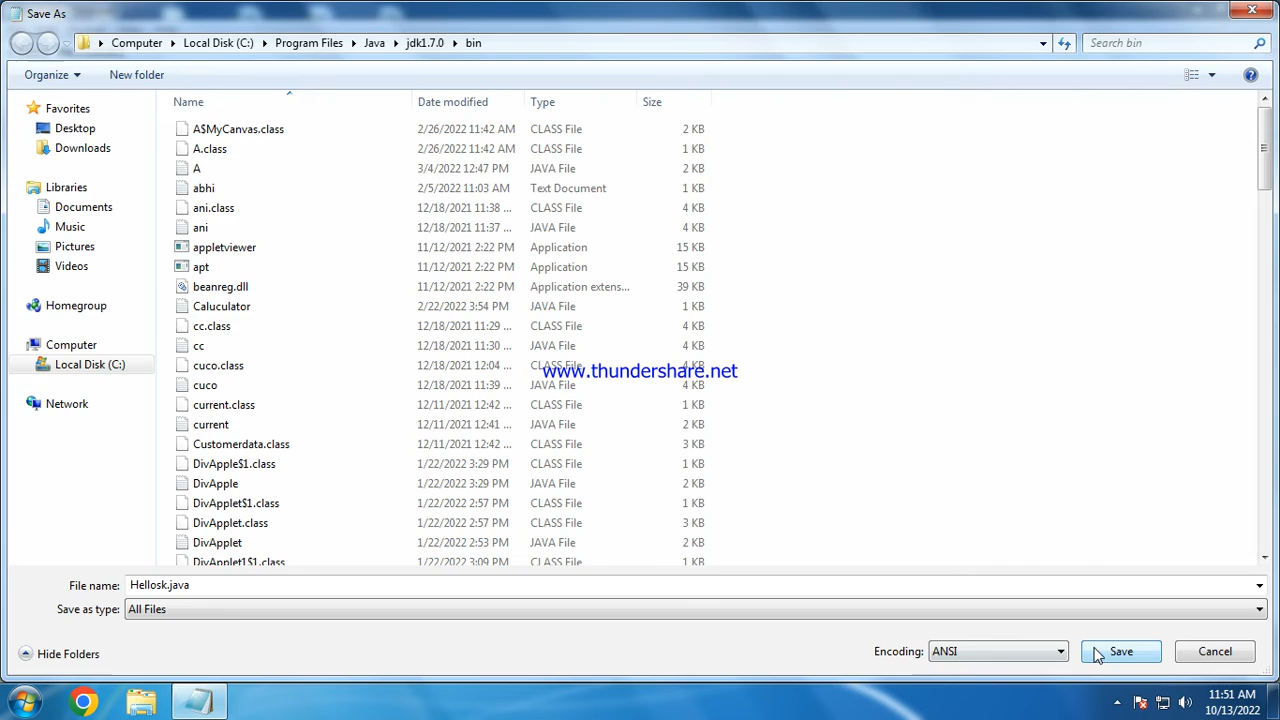 Save As
Computer Local Disk (C:) Program Files Java jdk1.7.0 bin Search bin
Organize New folder
Name Date modified Type Size
Favorites
Desktop
Downloads
Libraries
Documents
Music
Pictures
Videos
Homegroup
Computer
Local Disk (C:)
Network
A$MyCanvas.class 2/26/2022 11:42 AM CLASS File 2 KB
A.class 2/26/2022 11:42 AM CLASS File 1 KB
A 3/4/2022 12:47 PM JAVA File 2 KB
abhi 2/5/2022 11:03 AM Text Document 1 KB
ani.class 12/18/2021 11:38 ... CLASS File 4 KB
ani 12/18/2021 11:37 ... JAVA File 4 KB
appletviewer 11/12/2021 2:22 PM Application 15 KB
apt 11/12/2021 2:22 PM Application 15 KB
beanreg.dll 11/12/2021 2:22 PM Application extens... 39 KB
Caluculator 2/22/2022 3:54 PM JAVA File 1 KB
cc.class 12/18/2021 11:29 ... CLASS File 4 KB
cc 12/18/2021 11:30 ... JAVA File 4 KB
cuco.class 12/18/2021 12:04 ... CLASS File 4 KB
www.thundershare.net
cuco 12/18/2021 11:39 ... JAVA File 4 KB
current.class 12/11/2021 12:42 ... CLASS File 1 KB
current 12/11/2021 12:41 ... JAVA File 2 KB
Customerdata.class 12/11/2021 12:42 ... CLASS File 1 KB
DivApple$1.class 1/22/2022 3:29 PM CLASS File 1 KB
DivApple 1/22/2022 3:29 PM JAVA File 2 KB
DivApplet$1.class 1/22/2022 2:57 PM CLASS File 1 KB
DivApplet.class 1/22/2022 2:57 PM CLASS File 3 KB
DivApplet 1/22/2022 2:53 PM JAVA File 2 KB
DivApplet1$1.class 1/22/2022 3:09 PM CLASS File 1 KB
File name: Hellosk.java
Save as type: All Files
Hide Folders Encoding: ANSI Save Cancel
11:51 AM
10/13/2022